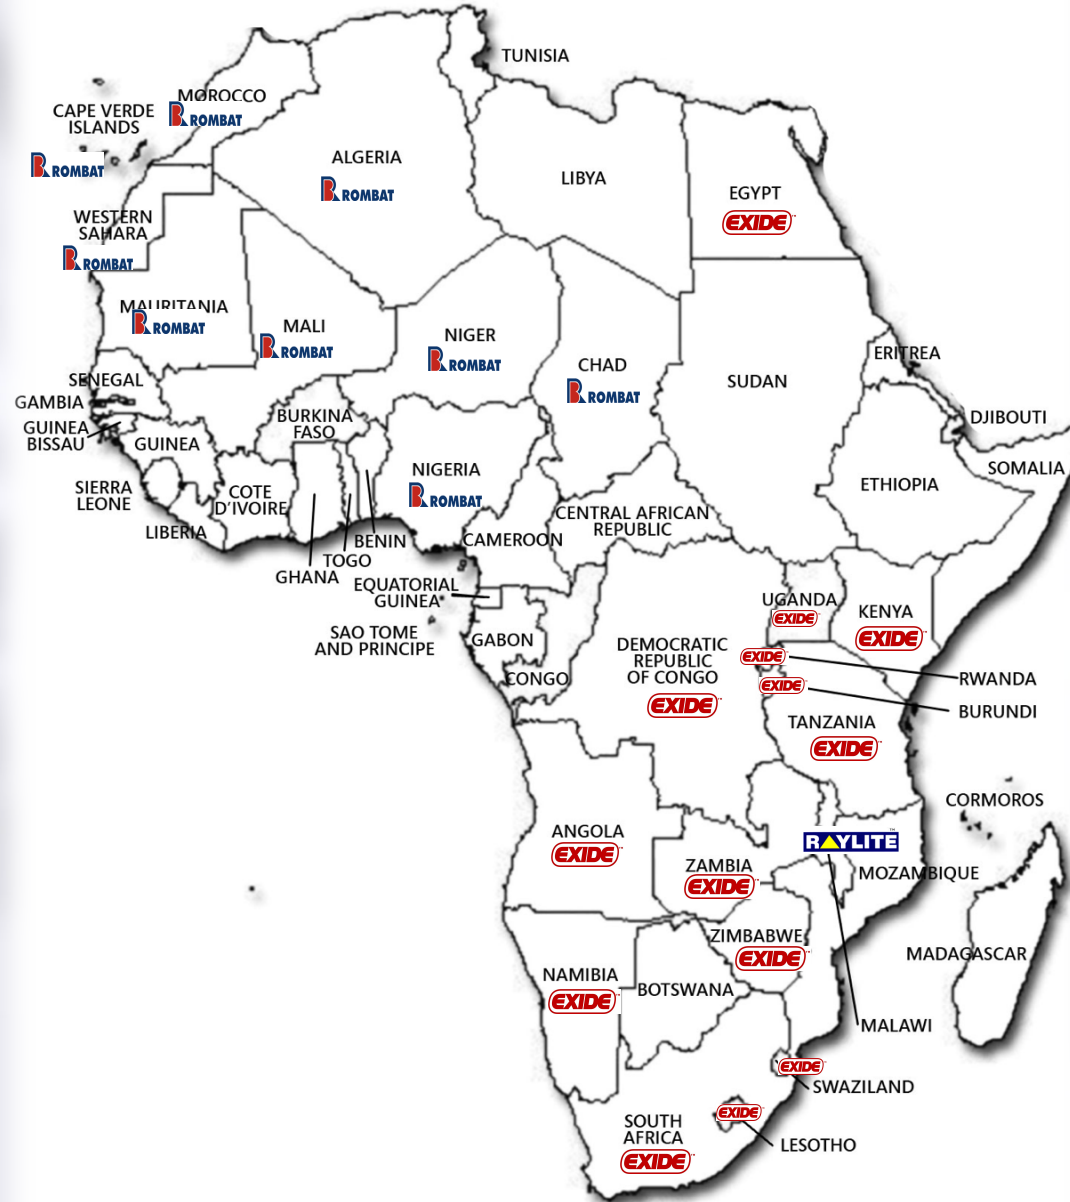 TUNISIA
MOROCCO
ROMBAT
CAPE VERDE
ISLANDS
ROMBAT
ALGERIA
ROMBAT
LIBYA
EGYPT
EXIDE
WESTERN
SAHARA
ROMBAT
MAURITANIA
ROMBAT
MALI
ROMBAT
NIGER
ROMBAT
CHAD
ROMBAT
SUDAN
ERITREA
DJIBOUTI
SOMALIA
ETHIOPIA
SENEGAL
GAMBIA
GUINEA
BISSAU
GUINEA
BURKINA
FASO
SIERRA
LEONE
COTE
D'IVOIRE
LIBERIA
NIGERIA
ROMBAT
BENIN
TOGO
GHANA
CENTRAL AFRICAN
REPUBLIC
CAMEROON
EQUATORIAL
GUINEA
SAO TOME
AND PRINCIPE
GABON
CONGO
DEMOCRATIC
REPUBLIC
OF CONGO
EXIDE
UGANDA
EXIDE
KENYA
EXIDE
EXIDE
RWANDA
EXIDE
BURUNDI
TANZANIA
EXIDE
CORMOROS
ANGOLA
EXIDE
RAYLITE
ZAMBIA
EXIDE
MOZAMBIQUE
ZIMBABWE
EXIDE
MADAGASCAR
NAMIBIA
EXIDE
BOTSWANA
MALAWI
EXIDE
SWAZILAND
EXIDE
SOUTH
AFRICA
EXIDE
LESOTHO